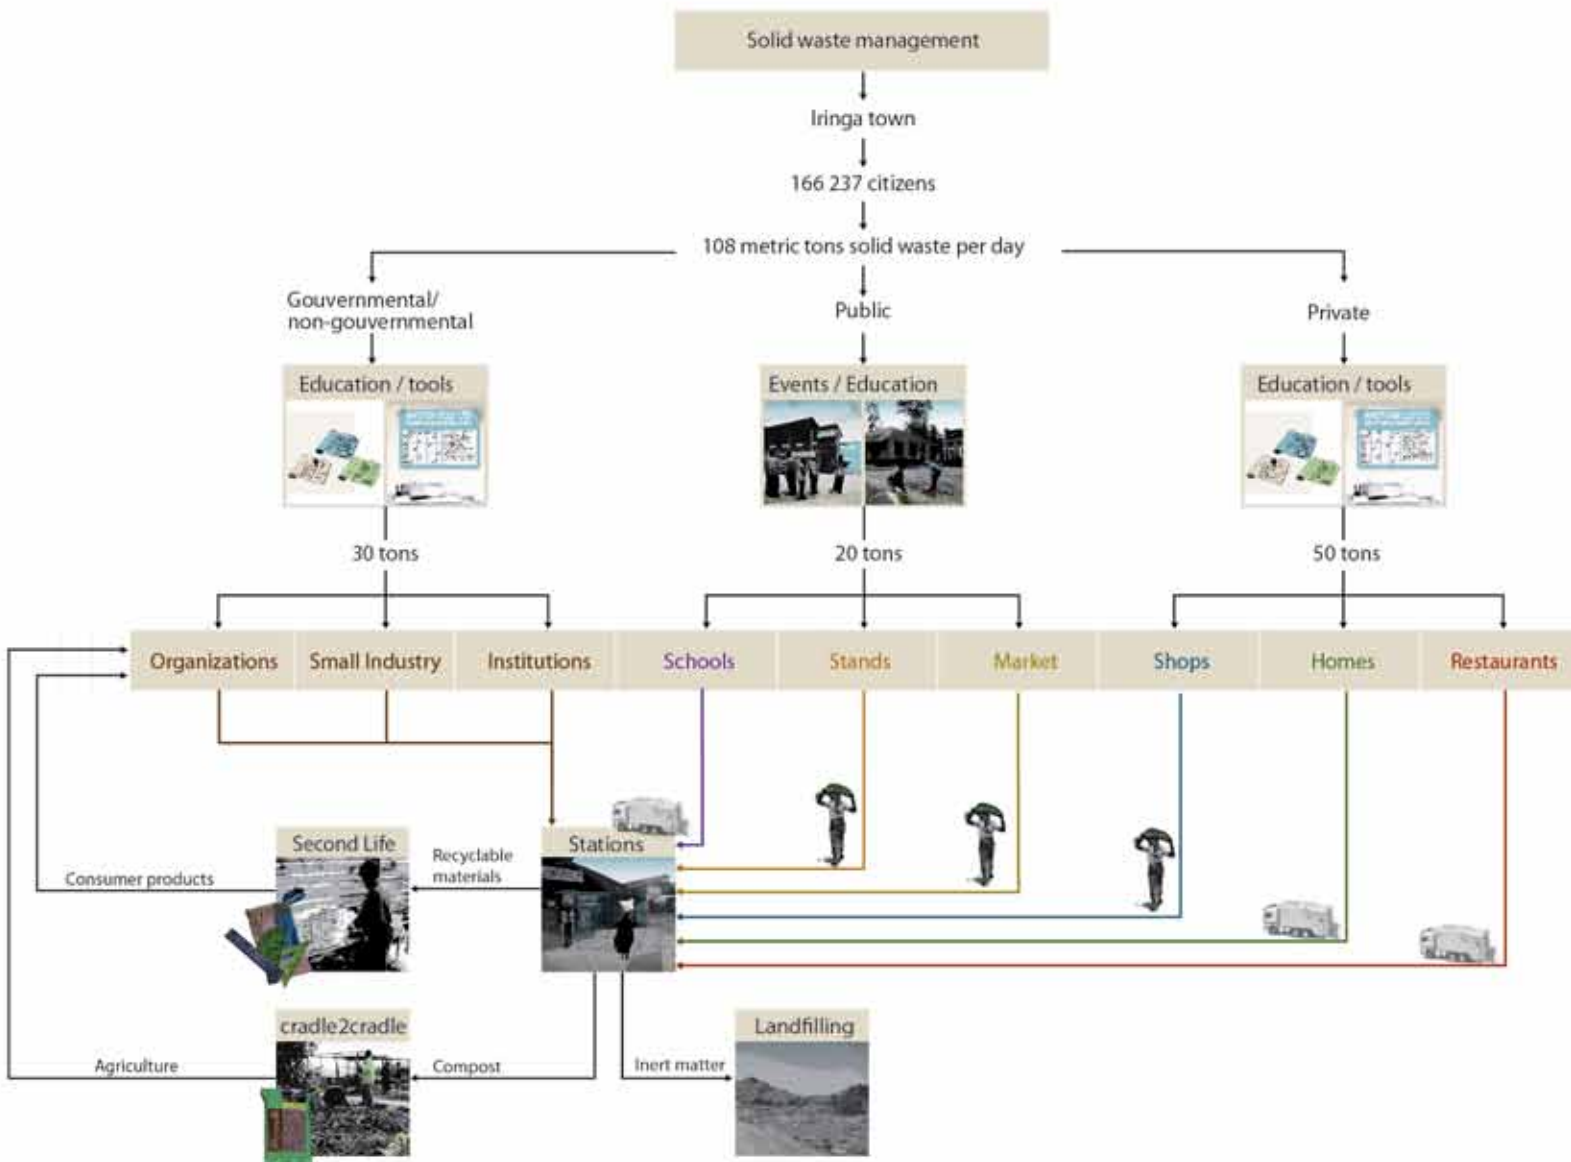 Solid waste management
Iringa town
166 237 citizens
108 metric tons solid waste per day
Gouvernmental/
non-gouvernmental
Public
Private
Education / tools
Events / Education
Education / tools
30 tons
20 tons
50 tons
Organizations
Small Industry
Institutions
Schools
Stands
Market
Shops
Homes
Restaurants
Second Life
Recyclable
materials
Stations
Consumer products
cradle2cradle
Landfilling
Agriculture
Compost
Inert matter